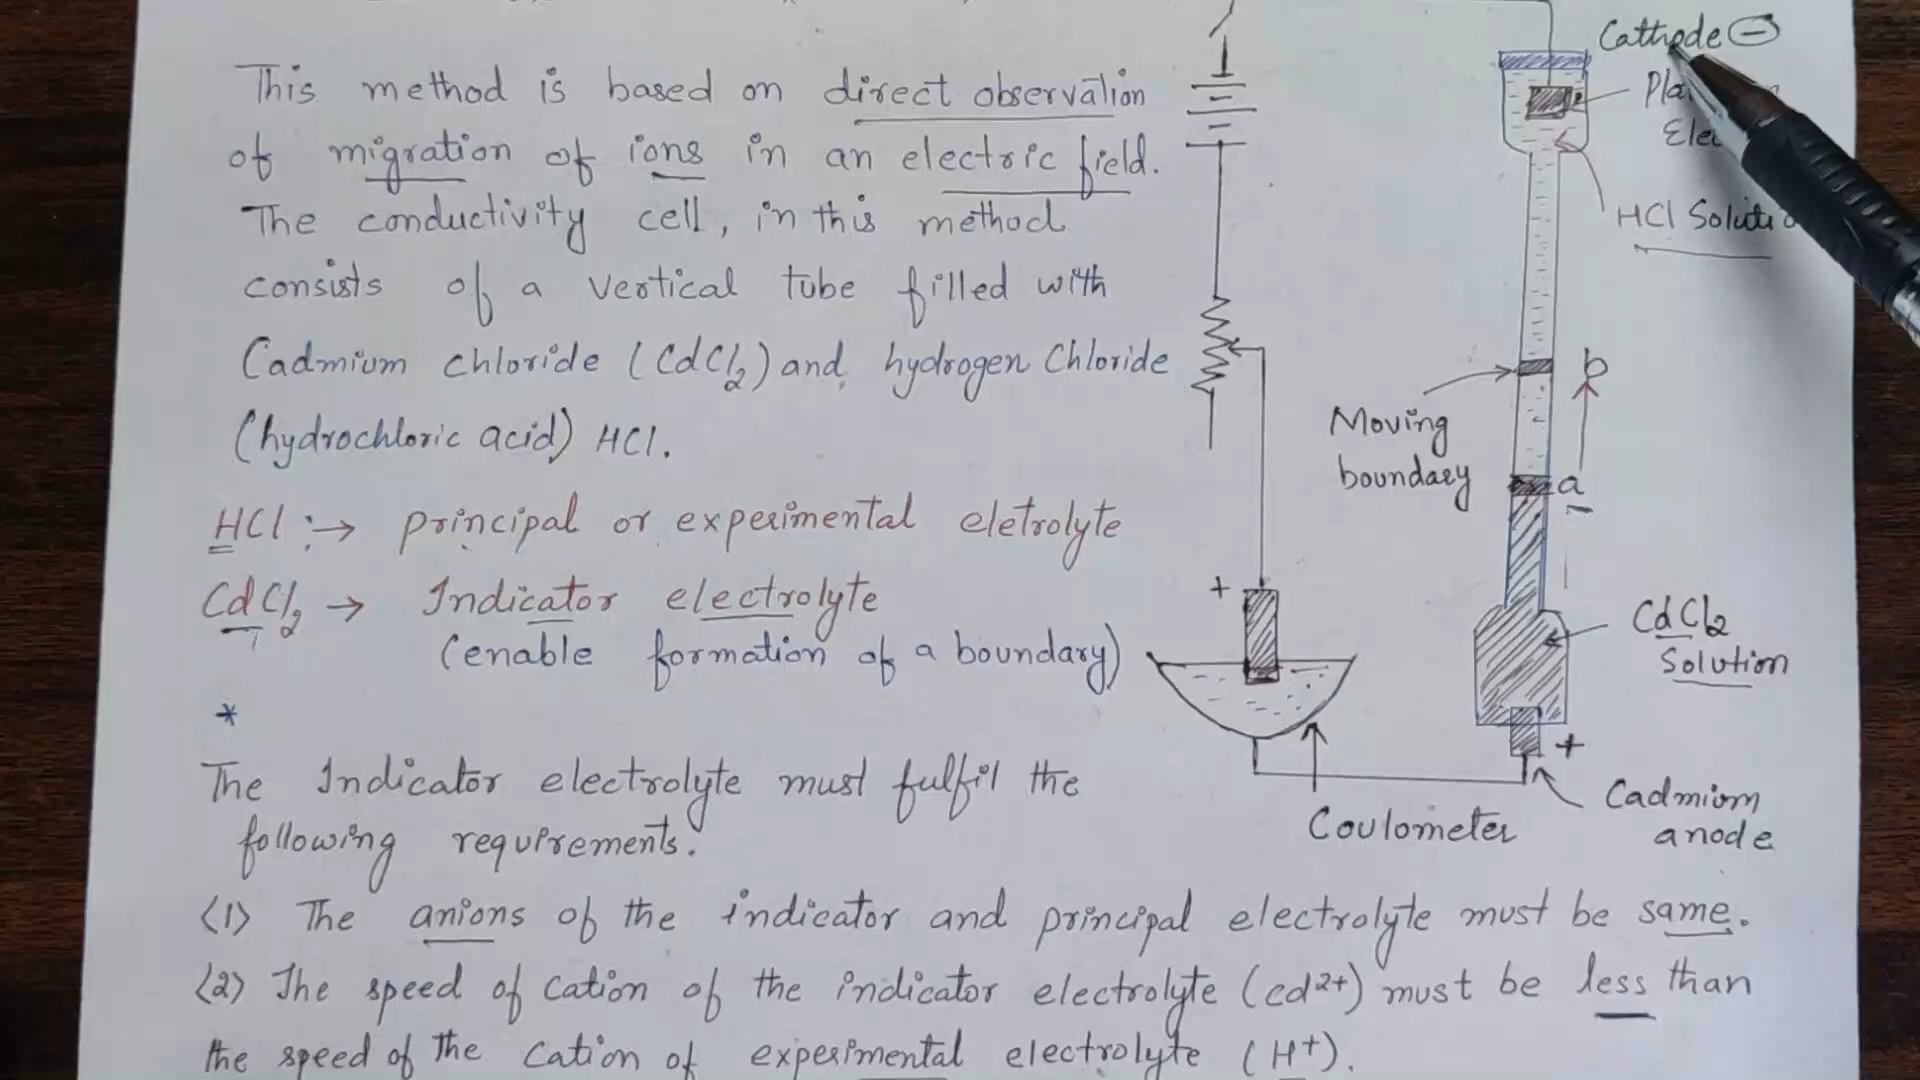 This method is based on direct observation
of migration of ions in an electric field.
The conductivity cell, in this method
consists of a vertical tube filled with
Cadmium chloride (CdCl2) and hydrogen Chloride
(hydrochloric acid) HCl.
HCl :→ principal or experimental eletrolyte
CdCl2 → Indicator electrolyte
(enable formation of a boundary)
*
The Indicator electrolyte must fulfil the
following requirements.
<1> The anions of the indicator and principal electrolyte must be same.
<2> The speed of cation of the indicator electrolyte (cd2+) must be less than
the speed of the cation of experimental electrolyte (H+).
Cathode -
HCl
b
Moving
boundary
a
+
CdCl2
Solution
+
Cadmium
anode
Coulometer